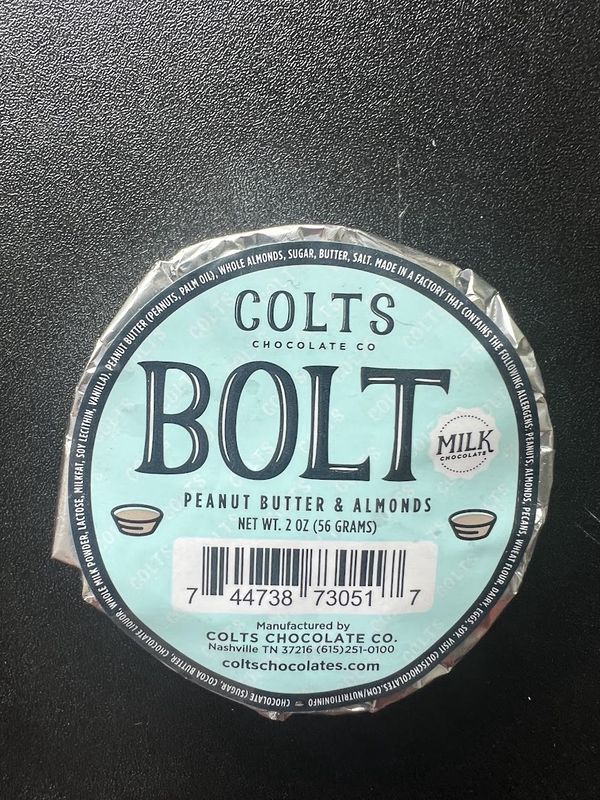 COLTS
CHOCOLATE CO
BOLT
MILK
CHOCOLATE
PEANUT BUTTER & ALMONDS
NET WT. 2 OZ (56 GRAMS)
7 44738 73051 7
Manufactured by
COLTS CHOCOLATE CO.
Nashville TN 37216 (615)251-0100
coltschocolates.com
CHOCOLATE (SUGAR, COCOA BUTTER, CHOCOLATE LIQUOR, WHOLE MILK POWDER, LACTOSE, MILKFAT, SOY LECITHIN, VANILLA), PEANUT BUTTER (PEANUTS, PALM OIL), WHOLE ALMONDS, SUGAR, BUTTER, SALT. MADE IN A FACTORY THAT CONTAINS THE FOLLOWING ALLERGENS: PEANUTS, ALMONDS, PECANS, WHEAT FLOUR, DAIRY, EGGS, SOY. VISIT COLTSCHOCOLATES.COM/NUTRITIONINFO